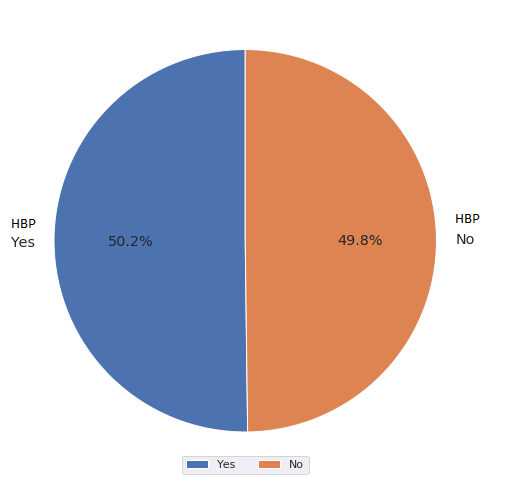 HBP
Yes
50.2%
49.8%
HBP
No
Yes
No